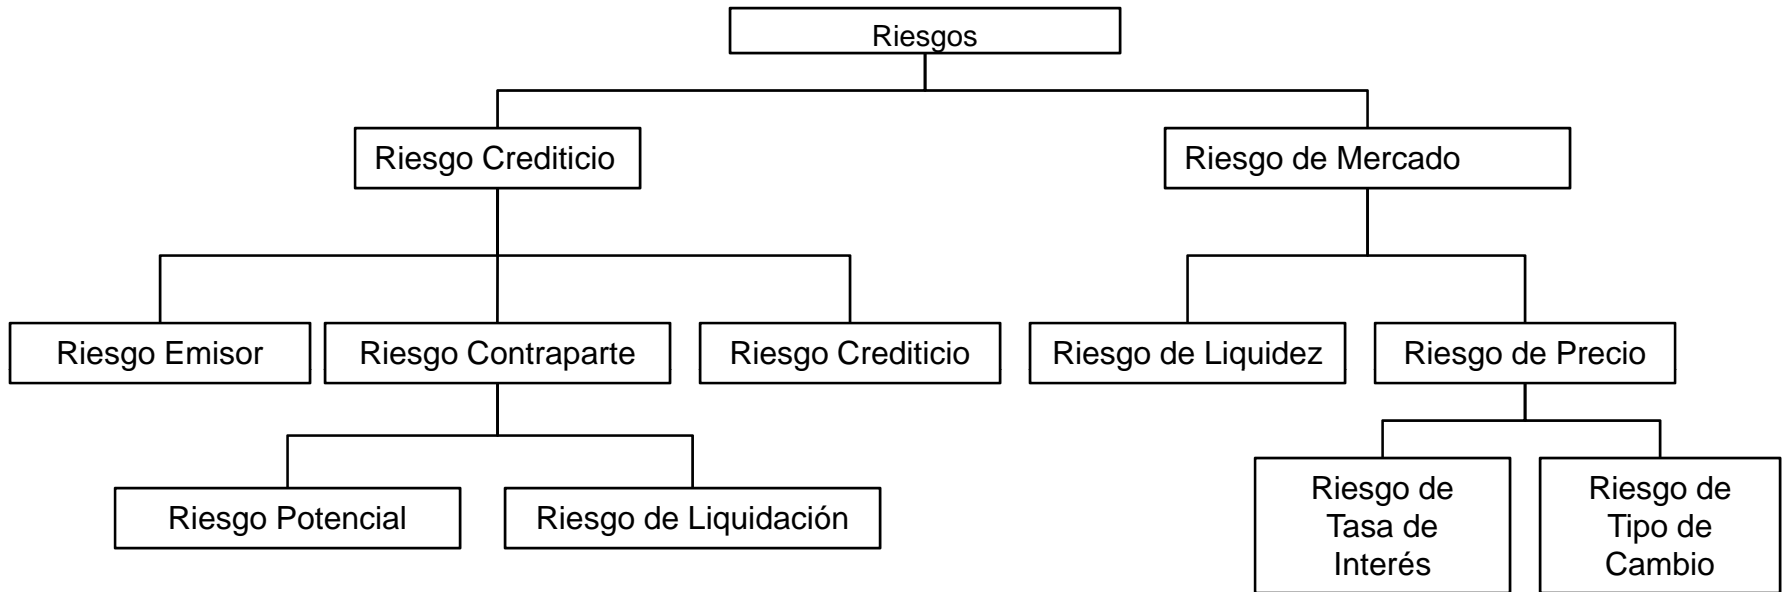 Riesgos
Riesgo Crediticio
Riesgo de Mercado
Riesgo Emisor
Riesgo Contraparte
Riesgo Crediticio
Riesgo de Liquidez
Riesgo de Precio
Riesgo Potencial
Riesgo de Liquidación
Riesgo de
Tasa de
Interés
Riesgo de
Tipo de
Cambio